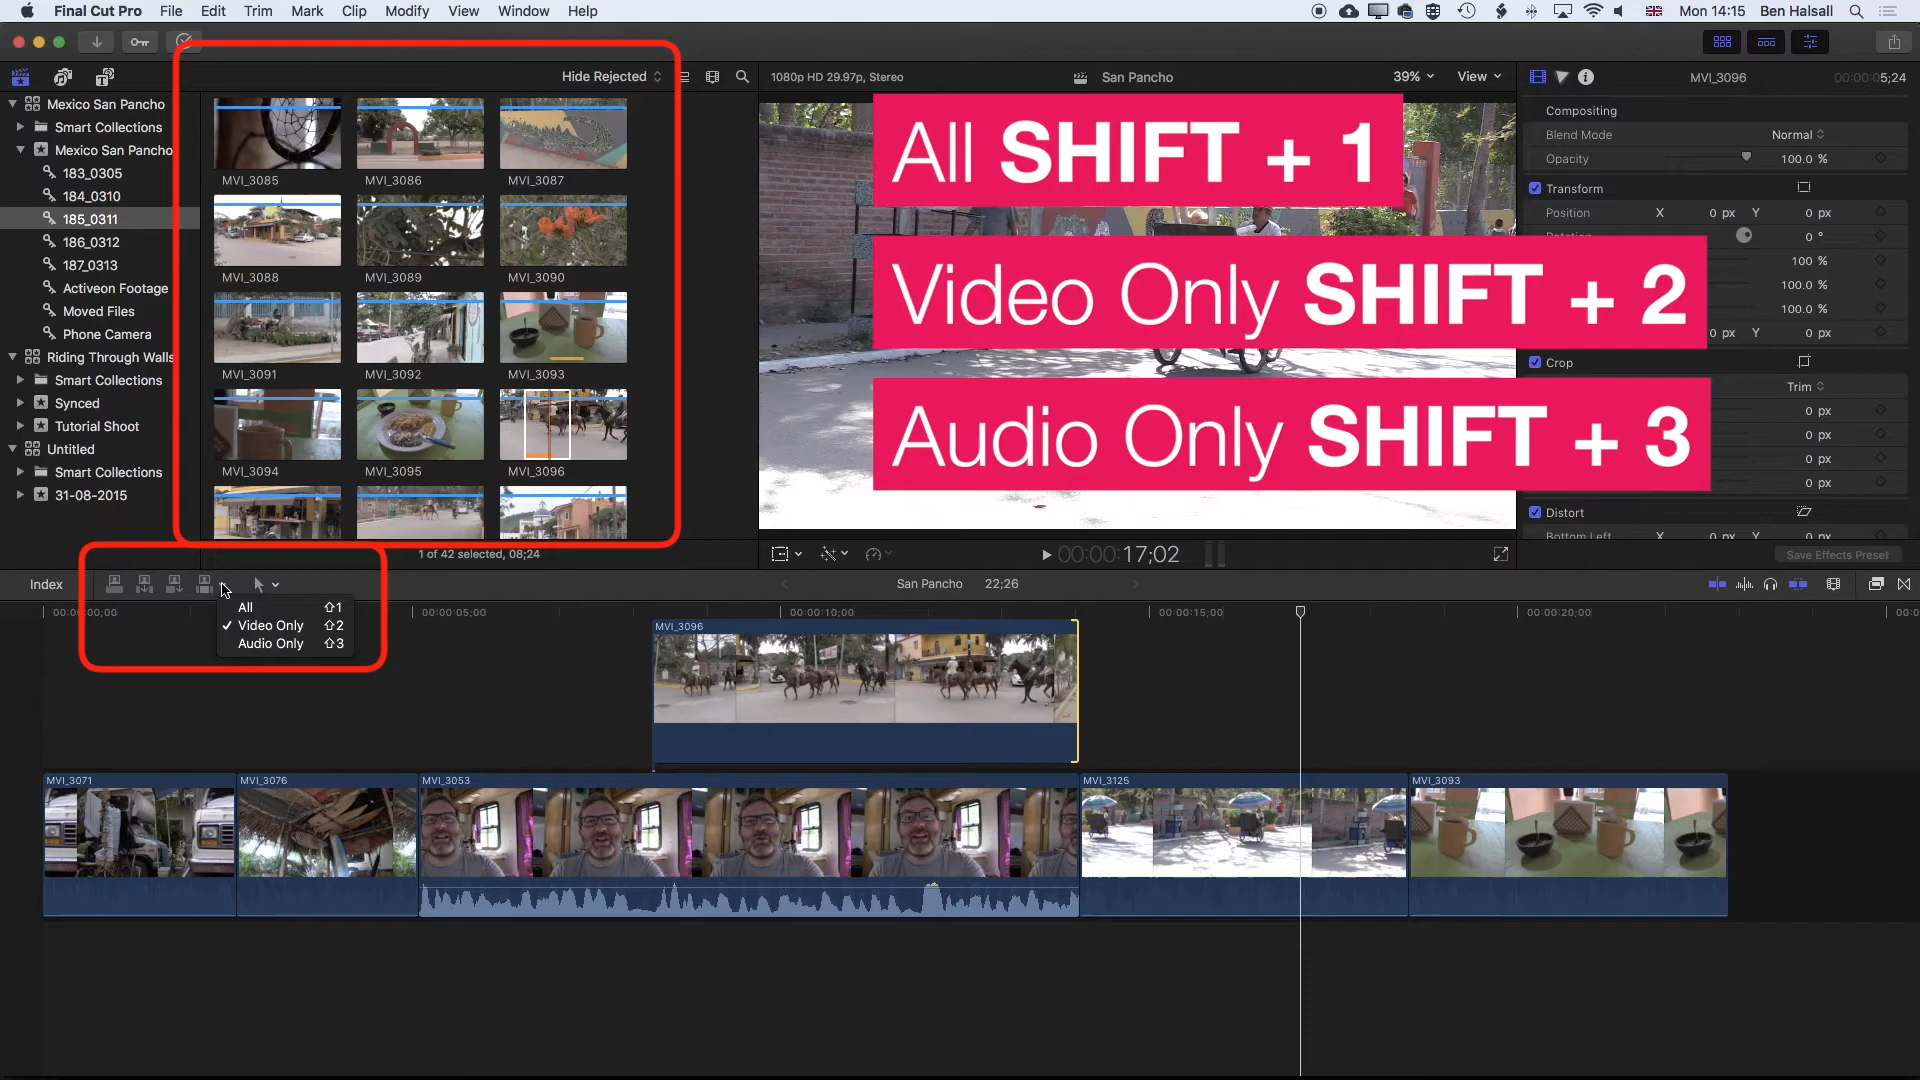 Final Cut Pro File Edit Trim Mark Clip Modify View Window Help Mon 14:15 Ben Halsall
Hide Rejected
1080p HD 29.97p, Stereo San Pancho 39% View
MVI_3096 00:00:05;24
Mexico San Pancho
Smart Collections
Mexico San Pancho
183_0305
184_0310
185_0311
186_0312
187_0313
Activeon Footage
Moved Files
Phone Camera
Riding Through Walls
Smart Collections
Synced
Tutorial Shoot
Untitled
Smart Collections
31-08-2015
MVI_3085 MVI_3086 MVI_3087
MVI_3088 MVI_3089 MVI_3090
MVI_3091 MVI_3092 MVI_3093
MVI_3094 MVI_3095 MVI_3096
1 of 42 selected, 08;24
All SHIFT + 1
Video Only SHIFT + 2
Audio Only SHIFT + 3
Compositing
Blend Mode Normal
Opacity 100.0 %
Transform
Position X 0 px Y 0 px
Rotation 0 °
100 %
100.0 %
100.0 %
0 px Y 0 px
Crop
Trim
0 px
0 px
0 px
0 px
Distort
Bottom Left X 0 px Y 0 px
Save Effects Preset
00:00:17;02
Index
San Pancho 22;26
All ⇧1
✓ Video Only ⇧2
Audio Only ⇧3
00:00:00;00 00:00:05;00 00:00:10;00 00:00:15;00 00:00:20;00 00:00
MVI_3096
MVI_3071 MVI_3076 MVI_3053 MVI_3125 MVI_3093